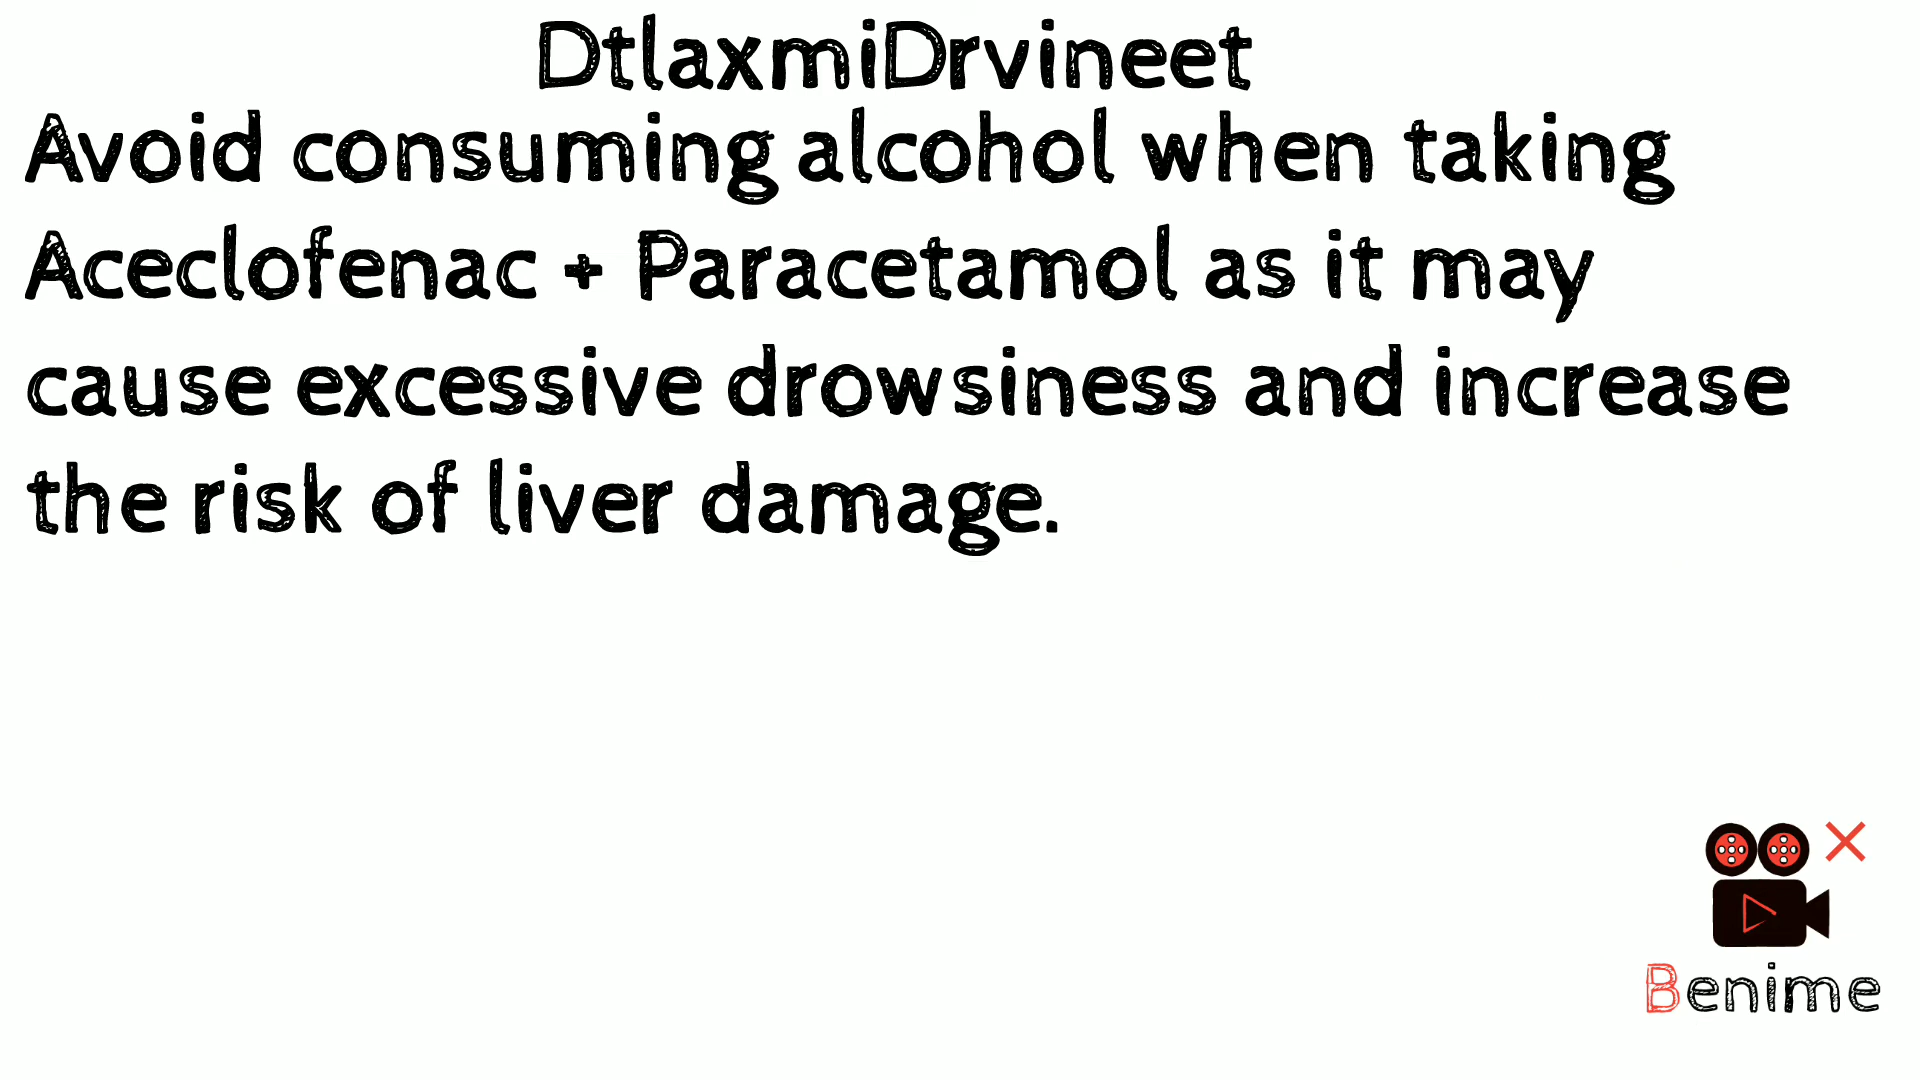 DtlaxmiDrvineet
Avoid consuming alcohol when taking
Aceclofenac + Paracetamol as it may
cause excessive drowsiness and increase
the risk of liver damage.
Benime